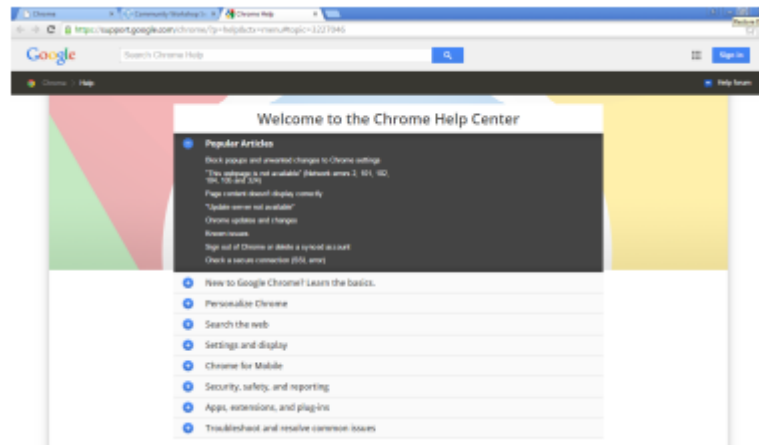 Chrome
Community Workshop
Chrome Help
https://support.google.com/chrome/?p=help&ctx=menu#topic=3227046
Google
Search Chrome Help
Sign in
Chrome > Help
Help forum
Welcome to the Chrome Help Center
Popular Articles
Block popups and unwanted changes to Chrome settings
"This webpage is not available" (Network errors 2, 101, 102,
104, 105 and 324)
Page content doesn't display correctly
"Update server not available"
Chrome updates and changes
Known issues
Sign out of Chrome or delete a synced account
Check a secure connection (SSL error)
New to Google Chrome? Learn the basics.
Personalize Chrome
Search the web
Settings and display
Chrome for Mobile
Security, safety, and reporting
Apps, extensions, and plug-ins
Troubleshoot and resolve common issues